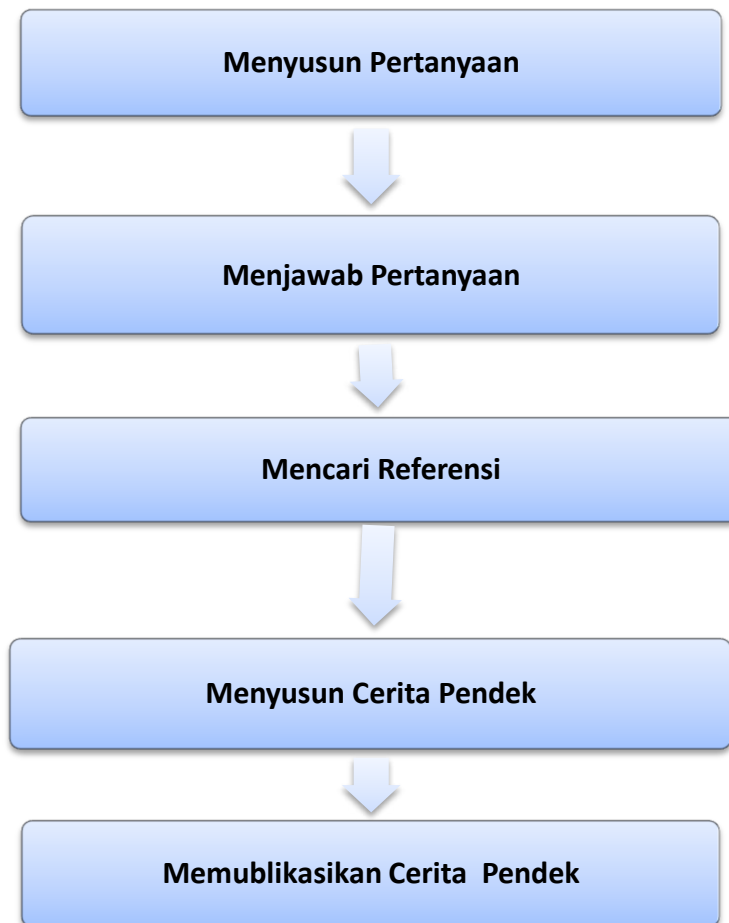 Menyusun Pertanyaan
Menjawab Pertanyaan
Mencari Referensi
Menyusun Cerita Pendek
Memublikasikan Cerita  Pendek